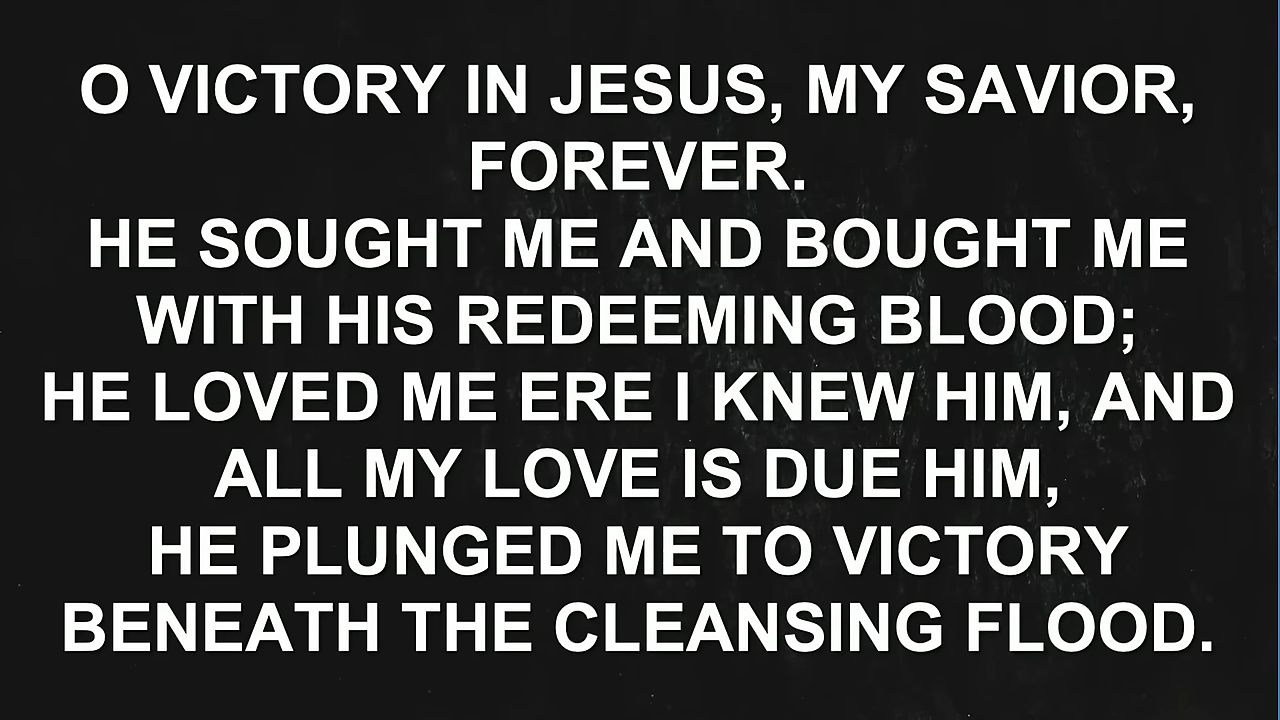 O VICTORY IN JESUS, MY SAVIOR,
FOREVER.
HE SOUGHT ME AND BOUGHT ME
WITH HIS REDEEMING BLOOD;
HE LOVED ME ERE I KNEW HIM, AND
ALL MY LOVE IS DUE HIM,
HE PLUNGED ME TO VICTORY
BENEATH THE CLEANSING FLOOD.